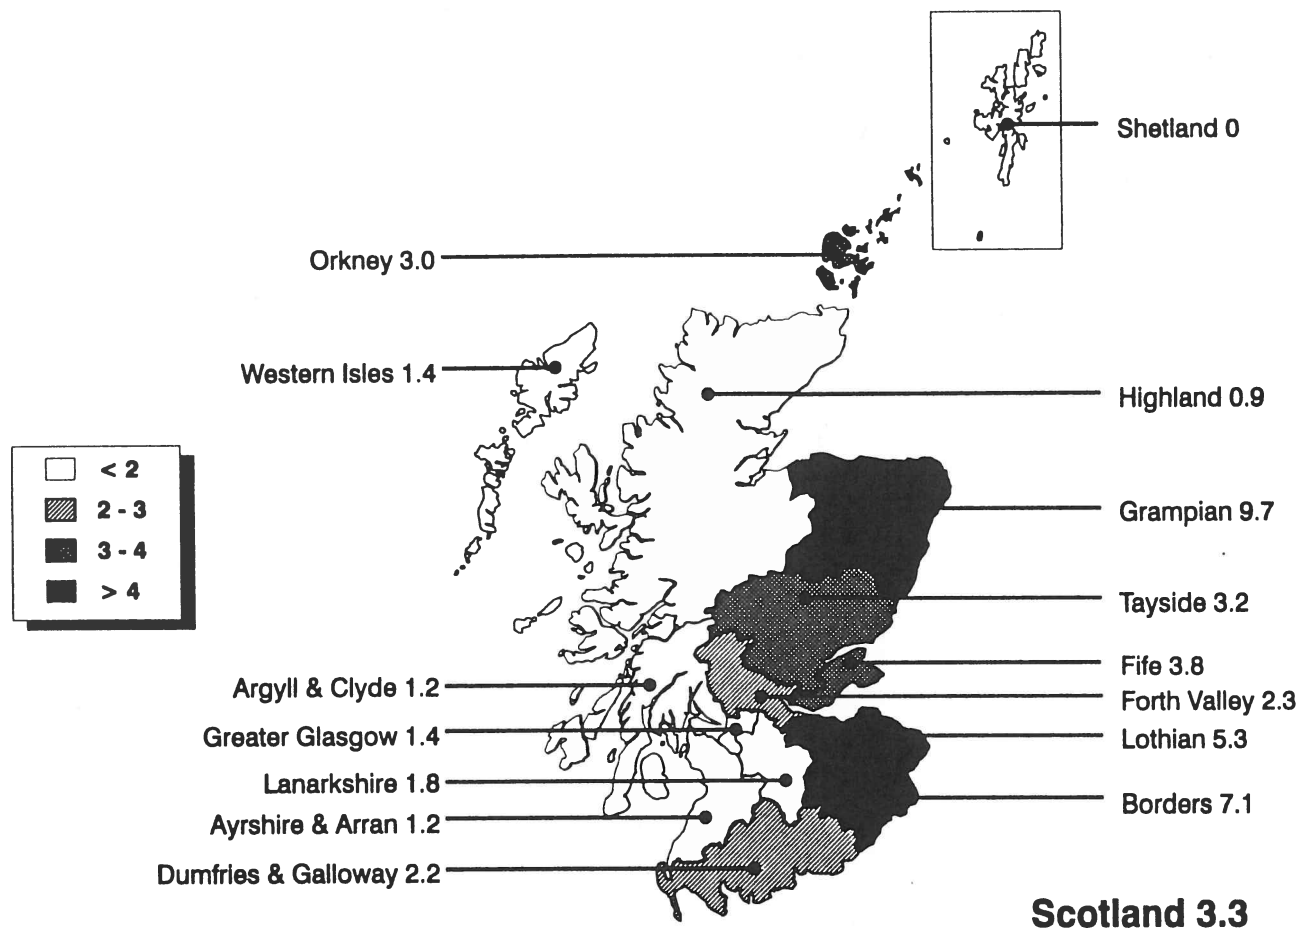 Shetland 0
Orkney 3.0
Western Isles 1.4
Highland 0.9
< 2
2 - 3
3 - 4
> 4
Grampian 9.7
Tayside 3.2
Fife 3.8
Argyll & Clyde 1.2
Forth Valley 2.3
Greater Glasgow 1.4
Lothian 5.3
Lanarkshire 1.8
Borders 7.1
Ayrshire & Arran 1.2
Dumfries & Galloway 2.2
Scotland 3.3